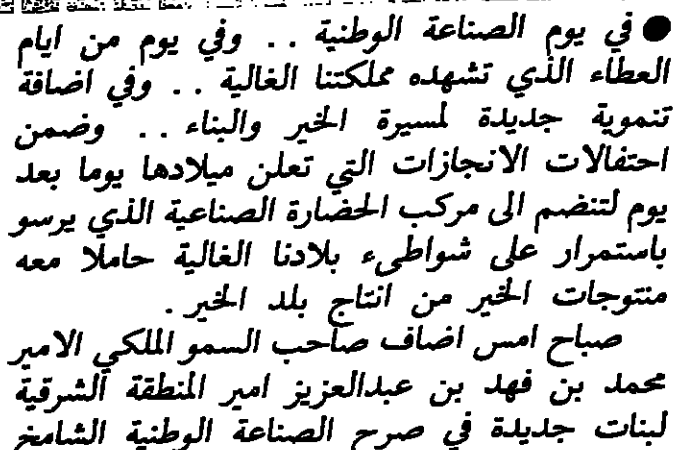 ● في يوم الصناعة الوطنية . . وفي يوم من ايام
العطاء الذي تشهده مملكتنا الغالية . . وفي اضافة
تنموية جديدة لمسيرة الخير والبناء . . وضمن
احتفالات الانجازات التي تعلن ميلادها يوما بعد
يوم لتنضم الى مركب الحضارة الصناعية الذي يرسو
باستمرار على شواطىء بلادنا الغالية حاملا معه
منتوجات الخير من انتاج بلد الخير .
صباح امس اضاف صاحب السمو الملكي الامير
محمد بن فهد بن عبدالعزيز امير المنطقة الشرقية
لبنات جديدة في صرح الصناعة الوطنية الشامخ